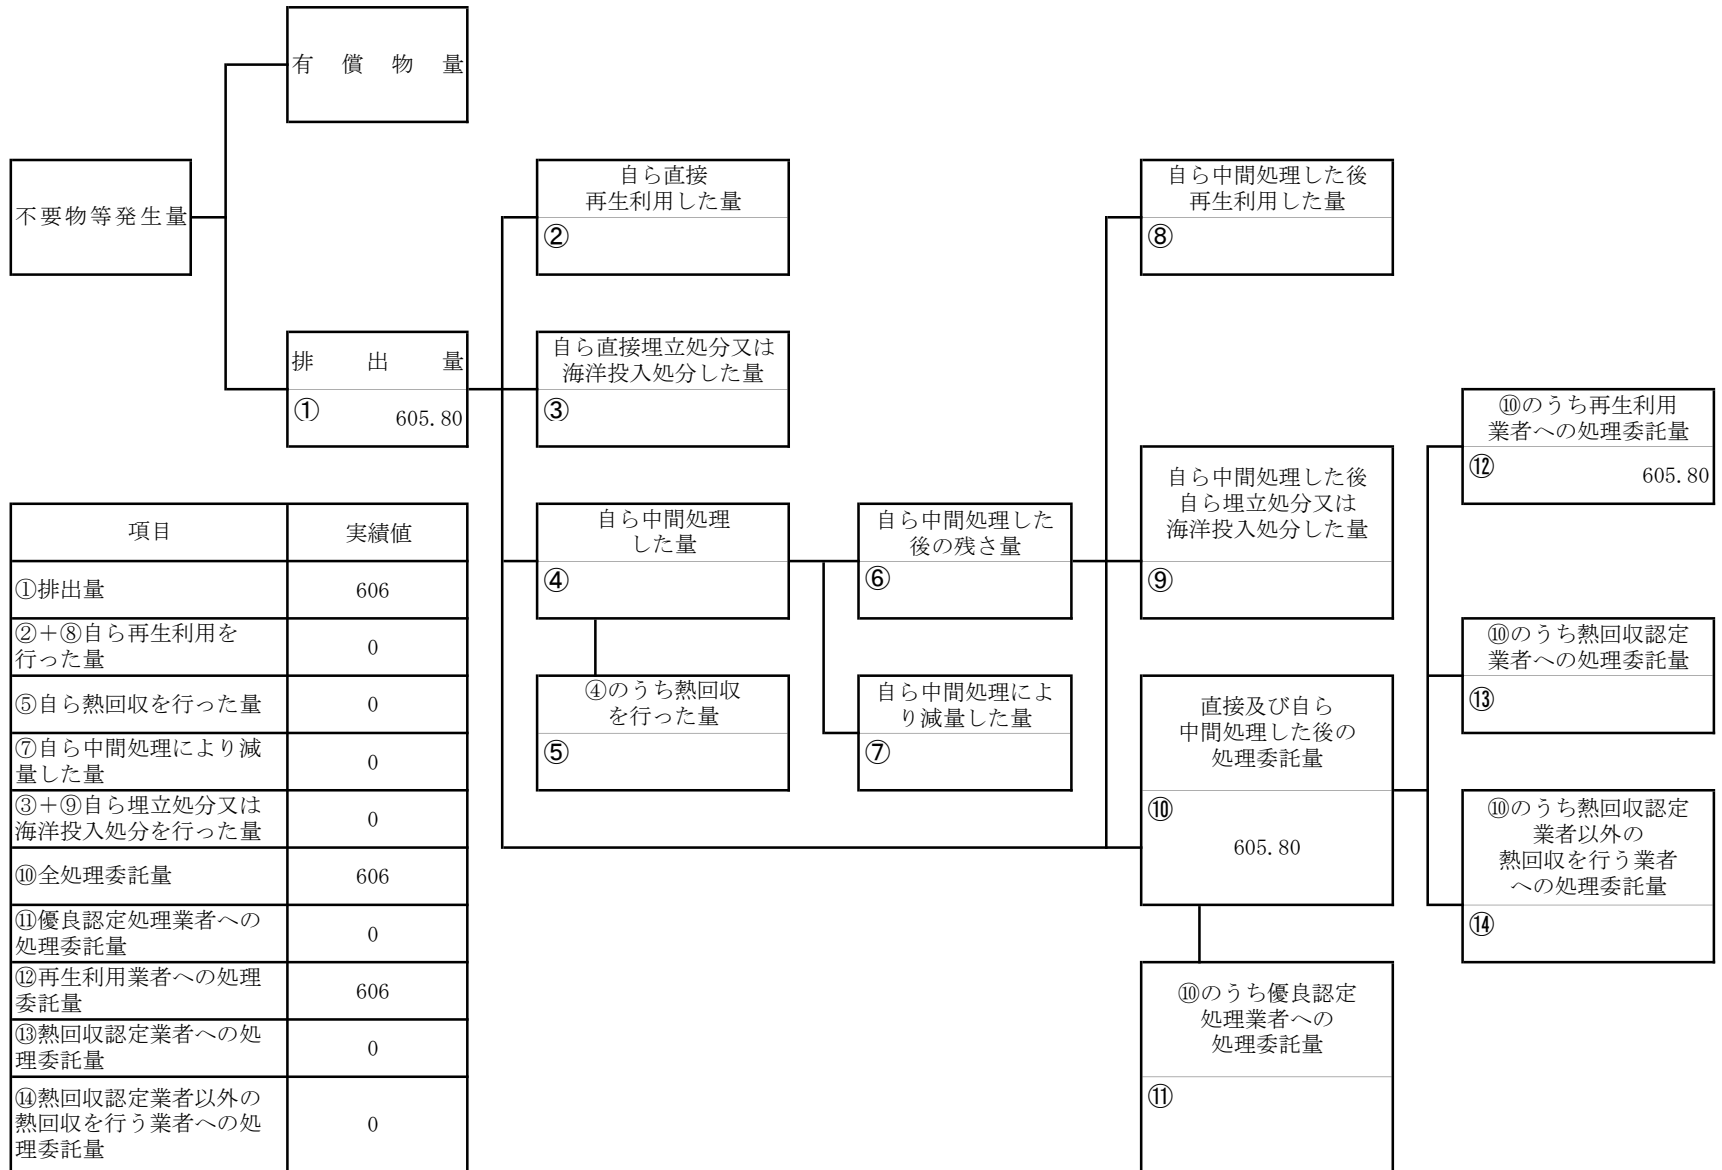 有償物量
不要物等発生量
排出量
① 605.80
自ら直接
再生利用した量
②
自ら直接埋立処分又は
海洋投入処分した量
③
自ら中間処理
した量
④
④のうち熱回収
を行った量
⑤
自ら中間処理した
後の残さ量
⑥
自ら中間処理によ
り減量した量
⑦
自ら中間処理した後
再生利用した量
⑧
自ら中間処理した後
自ら埋立処分又は
海洋投入処分した量
⑨
直接及び自ら
中間処理した後の
処理委託量
⑩
605.80
⑩のうち優良認定
処理業者への
処理委託量
⑪
⑩のうち再生利用
業者への処理委託量
⑫ 605.80
⑩のうち熱回収認定
業者への処理委託量
⑬
⑩のうち熱回収認定
業者以外の
熱回収を行う業者
への処理委託量
⑭
項目 実績値
①排出量 606
②+⑧自ら再生利用を
行った量 0
⑤自ら熱回収を行った量 0
⑦自ら中間処理により減
量した量 0
③+⑨自ら埋立処分又は
海洋投入処分を行った量 0
⑩全処理委託量 606
⑪優良認定処理業者への
処理委託量 0
⑫再生利用業者への処理
委託量 606
⑬熱回収認定業者への処
理委託量 0
⑭熱回収認定業者以外の
熱回収を行う業者への処
理委託量 0